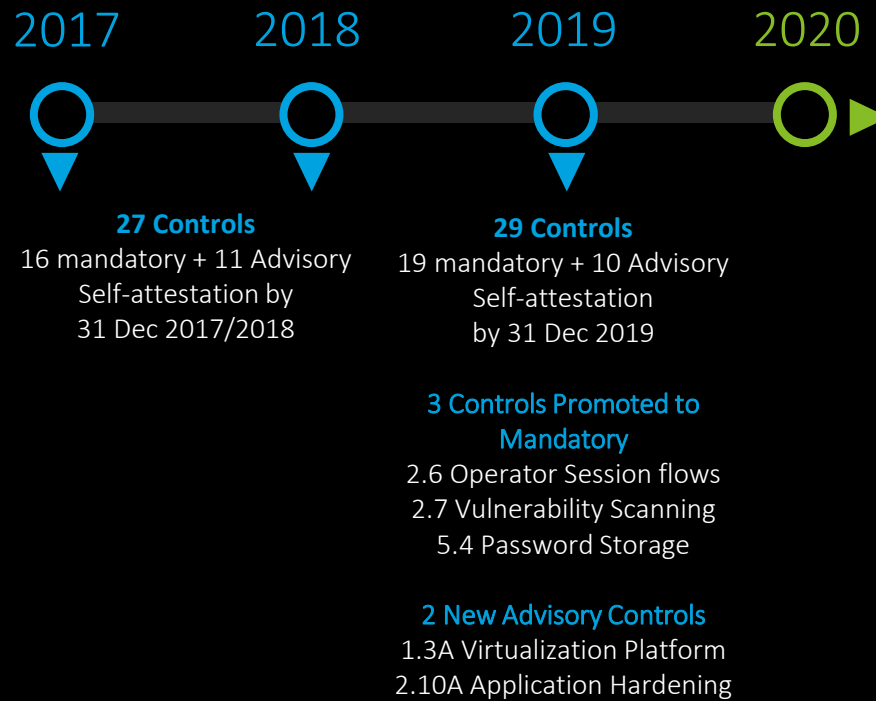 2017
2018
2019
2020
27 Controls
16 mandatory + 11 Advisory
Self-attestation by
31 Dec 2017/2018
29 Controls
19 mandatory + 10 Advisory
Self-attestation
by 31 Dec 2019
3 Controls Promoted to
Mandatory
2.6 Operator Session flows
2.7 Vulnerability Scanning
5.4 Password Storage
2 New Advisory Controls
1.3A Virtualization Platform
2.10A Application Hardening